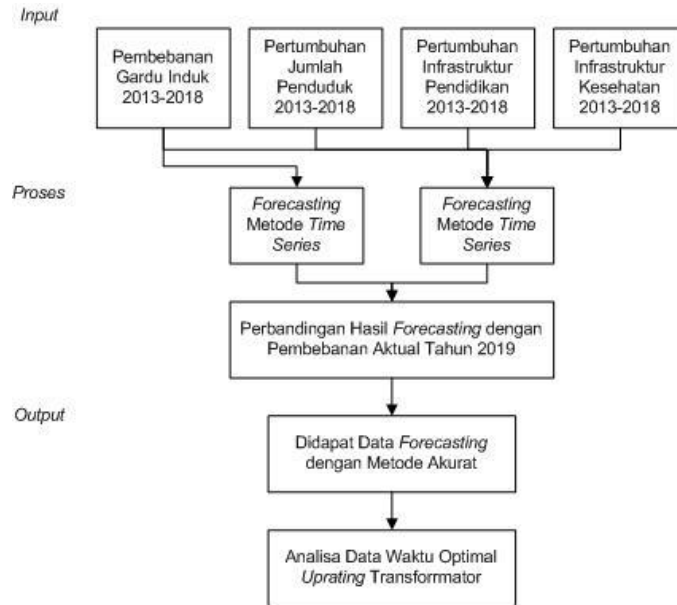 Input
Pembebanan
Gardu Induk
2013-2018
Pertumbuhan
Jumlah
Penduduk
2013-2018
Pertumbuhan
Infrastruktur
Pendidikan
2013-2018
Pertumbuhan
Infrastruktur
Kesehatan
2013-2018
Proses
Forecasting
Metode Time
Series
Forecasting
Metode Time
Series
Perbandingan Hasil Forecasting dengan
Pembebanan Aktual Tahun 2019
Output
Didapat Data Forecasting
dengan Metode Akurat
Analisa Data Waktu Optimal
Uprating Transformmator